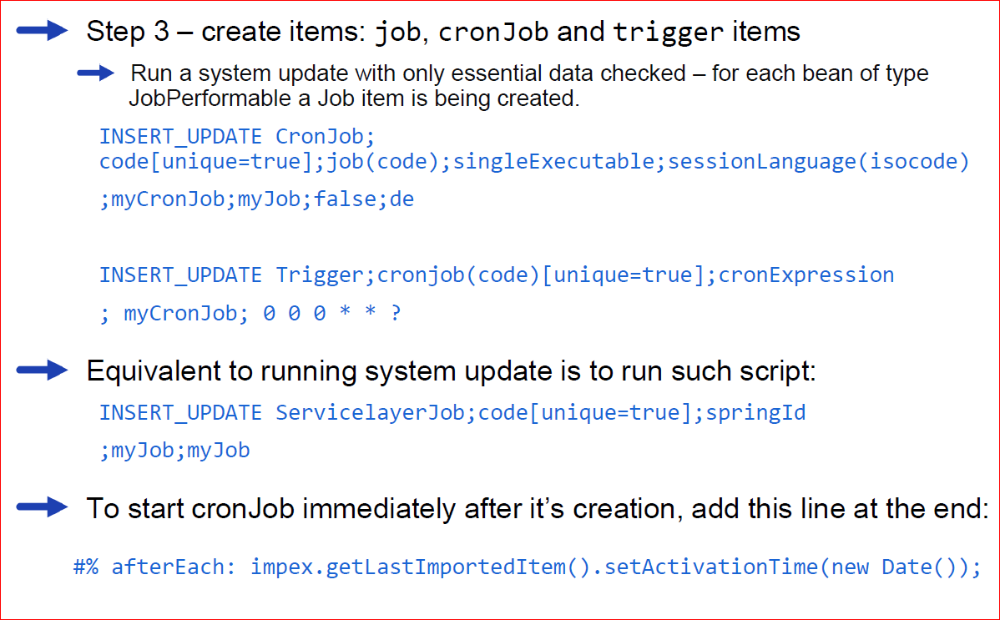 Step 3 – create items: job, cronJob and trigger items
Run a system update with only essential data checked – for each bean of type
JobPerformable a Job item is being created.
INSERT_UPDATE CronJob;
code[unique=true];job(code);singleExecutable;sessionLanguage(isocode)
;myCronJob;myJob;false;de
INSERT_UPDATE Trigger;cronjob(code)[unique=true];cronExpression
; myCronJob; 0 0 0 * * ?
Equivalent to running system update is to run such script:
INSERT_UPDATE ServicelayerJob;code[unique=true];springId
;myJob;myJob
To start cronJob immediately after it’s creation, add this line at the end:
#% afterEach: impex.getLastImportedItem().setActivationTime(new Date());